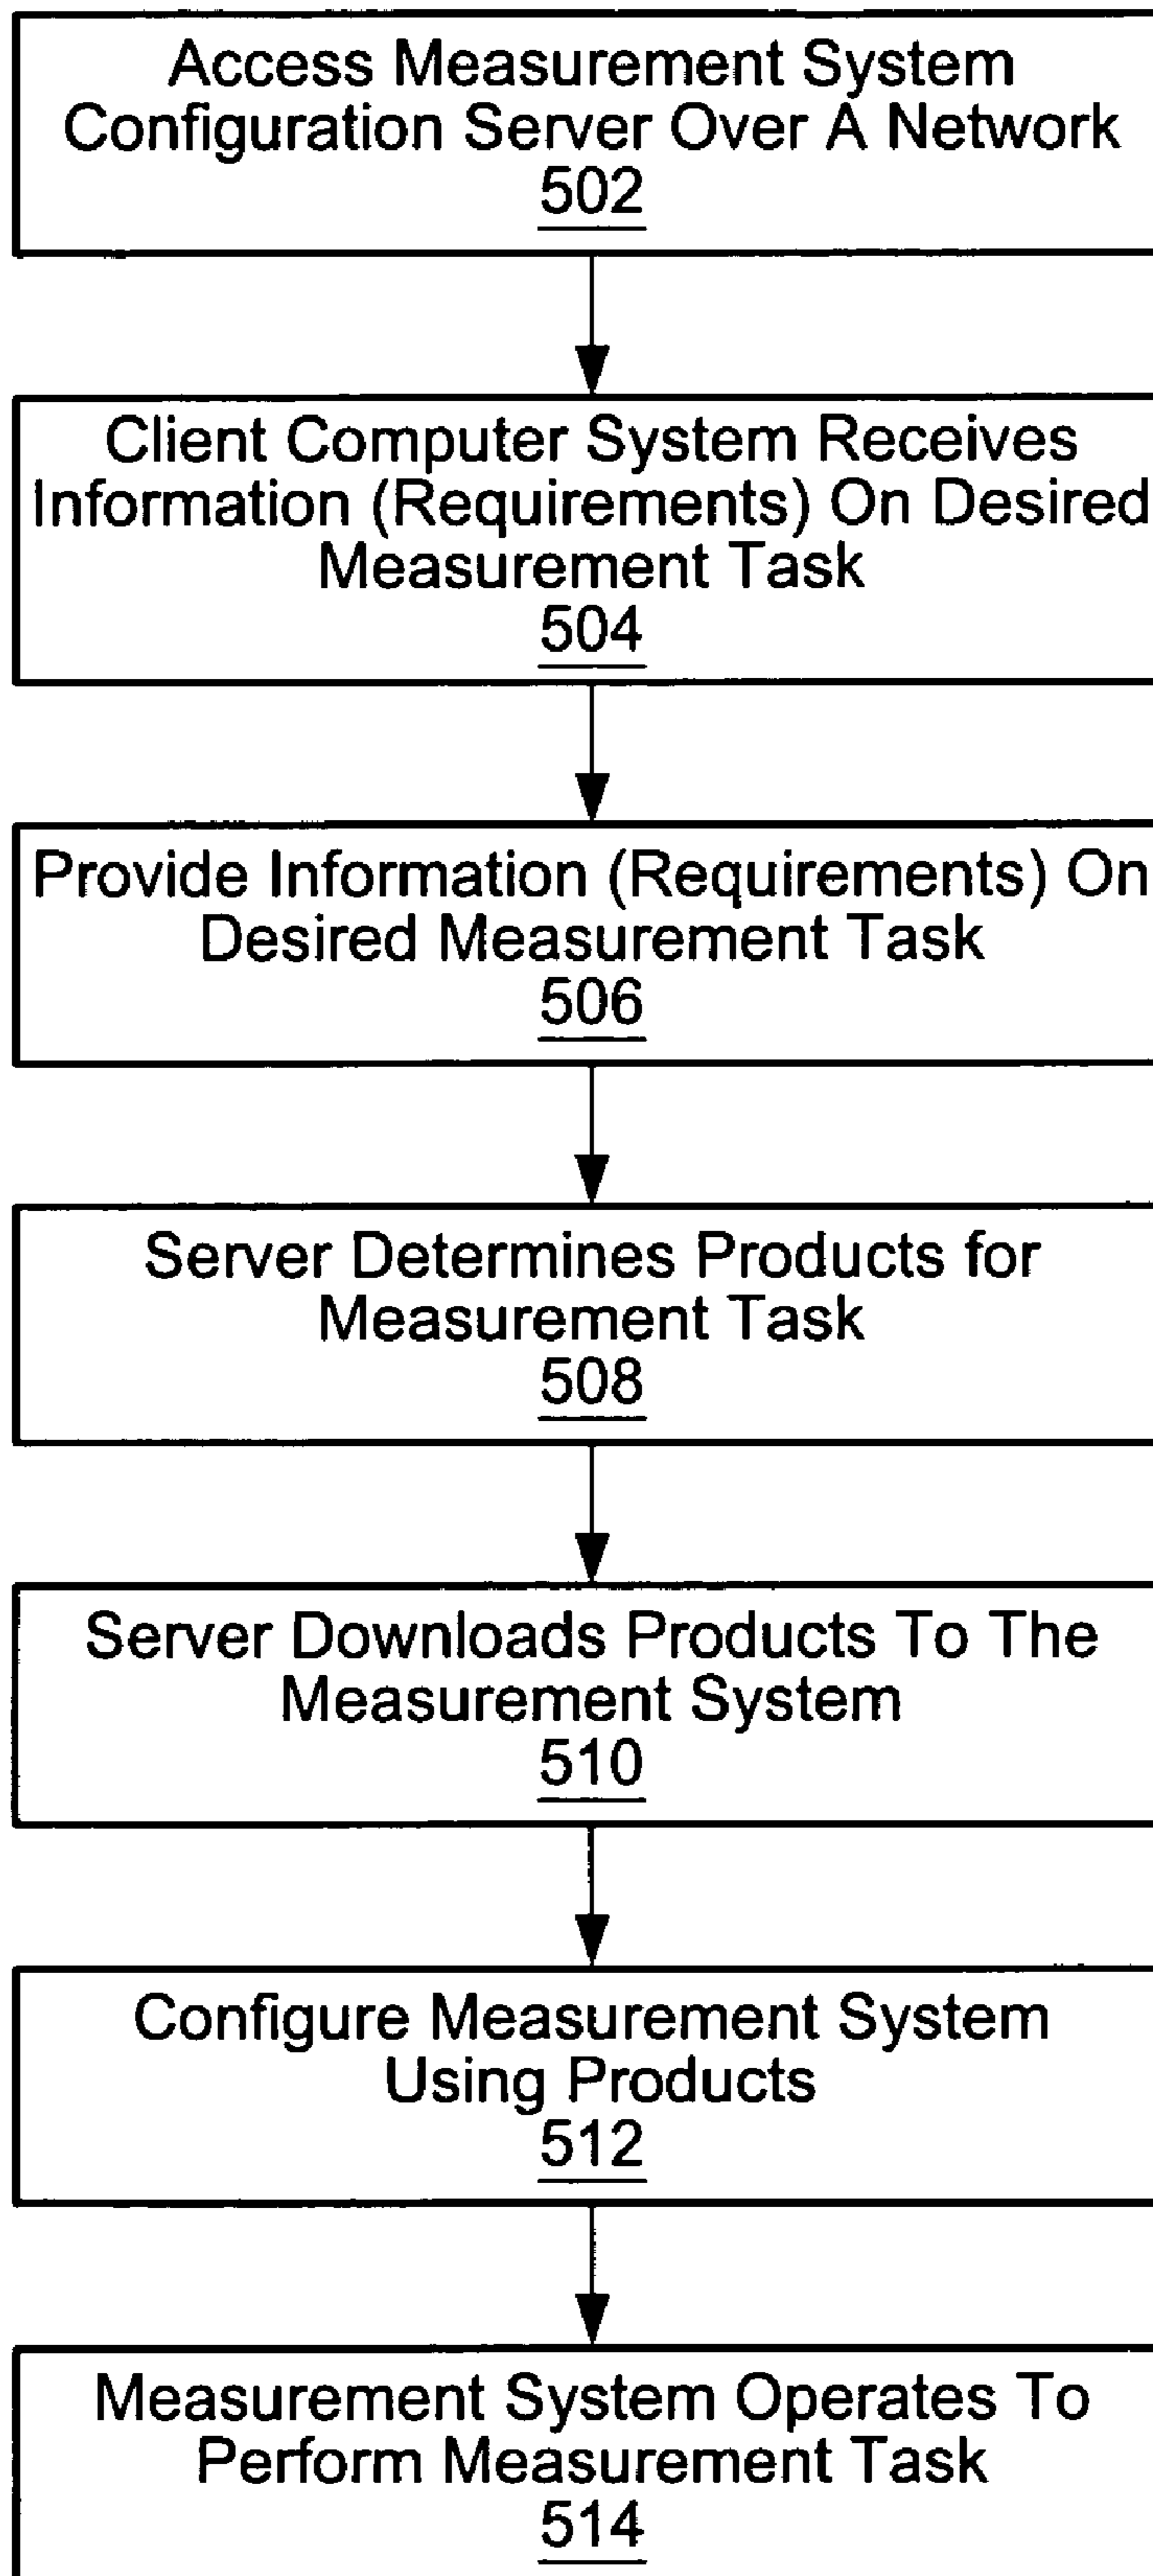 Access Measurement System
Configuration Server Over A Network
502
Client Computer System Receives
Information (Requirements) On Desired
Measurement Task
504
Provide Information (Requirements) On
Desired Measurement Task
506
Server Determines Products for
Measurement Task
508
Server Downloads Products To The
Measurement System
510
Configure Measurement System
Using Products
512
Measurement System Operates To
Perform Measurement Task
514